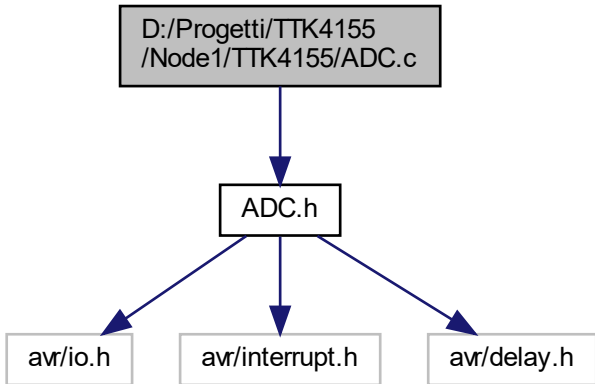 D:/Progetti/TTK4155
/Node1/TTK4155/ADC.c
ADC.h
avr/io.h
avr/interrupt.h
avr/delay.h